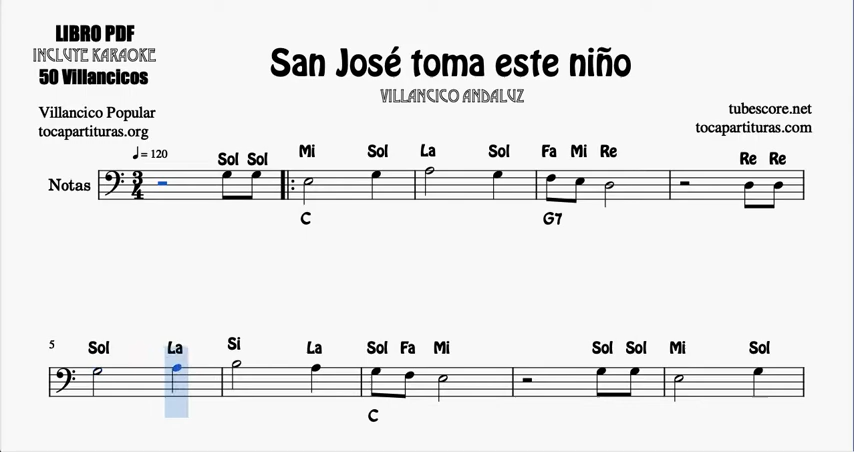 LIBRO PDF
INCLUYE KARAOKE
50 Villancicos
San José toma este niño
VILLANCICO ANDALUZ
Villancico Popular
tocapartituras.org
tubescore.net
tocapartituras.com
= 120
Sol Sol Mi Sol La Sol Fa Mi Re Re Re
Notas
3
4
C G7
5
Sol La Si La Sol Fa Mi Sol Sol Mi Sol
C